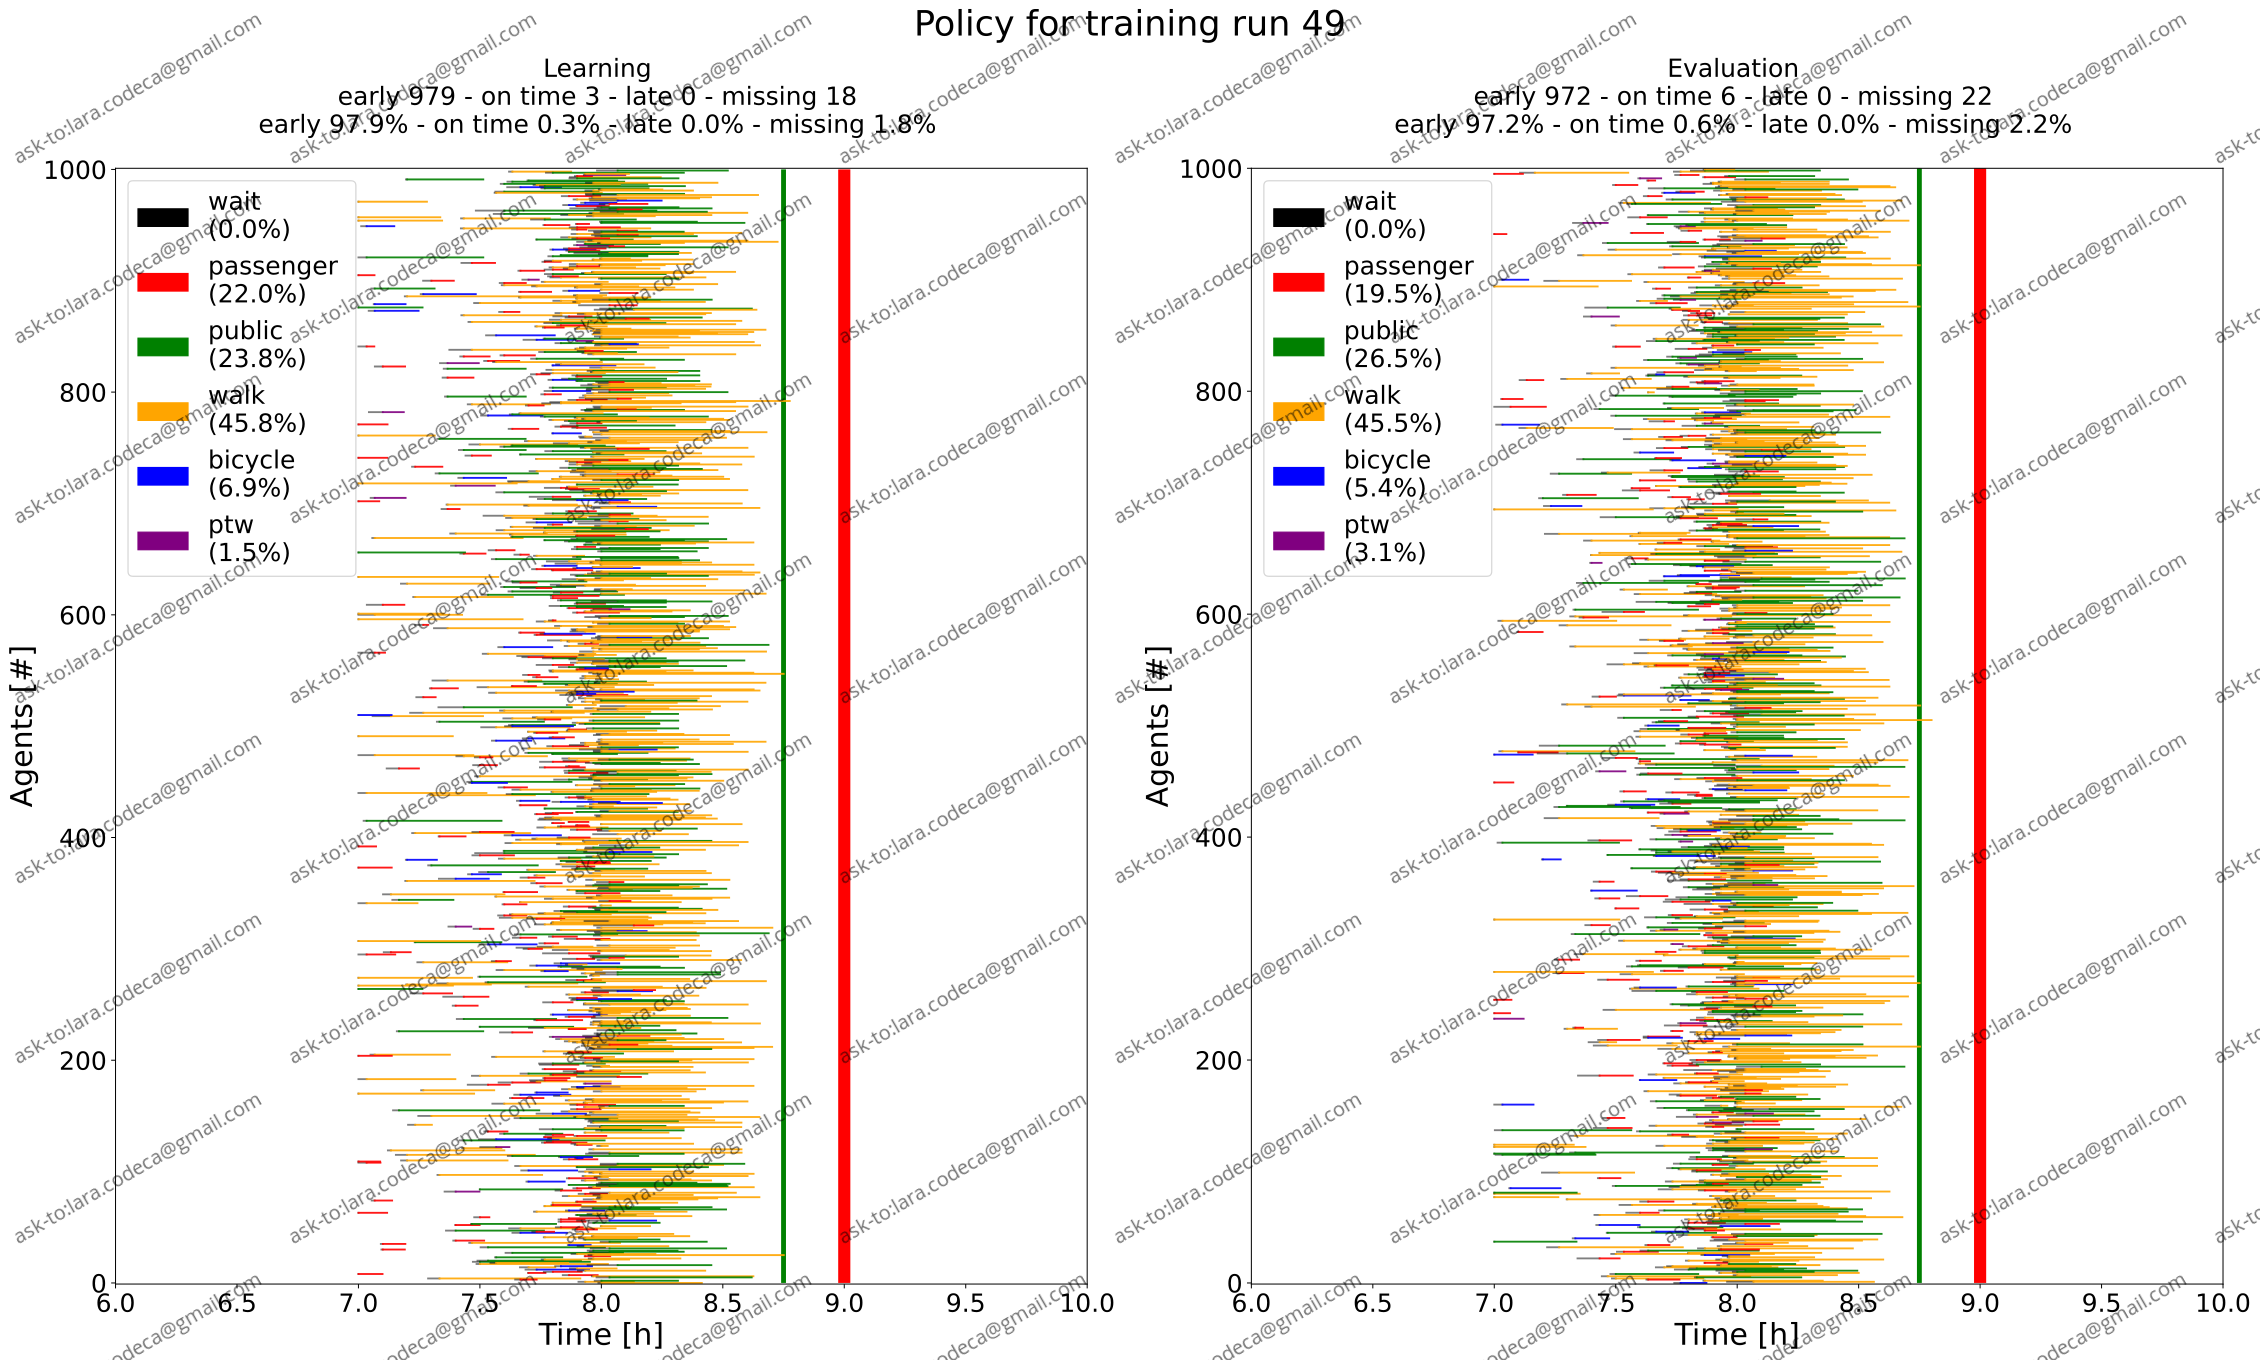 Policy for training run 49
Learning
early 979 - on time 3 - late 0 - missing 18
early 97.9% - on time 0.3% - late 0.0% - missing 1.8%
Agents [#]
1000
800
600
400
200
0
wait
(0.0%)
passenger
(22.0%)
public
(23.8%)
walk
(45.8%)
bicycle
(6.9%)
ptw
(1.5%)
6.0 6.5 7.0 7.5 8.0 8.5 9.0 9.5 10.0
Time [h]
Evaluation
early 972 - on time 6 - late 0 - missing 22
early 97.2% - on time 0.6% - late 0.0% - missing 2.2%
Agents [#]
1000
800
600
400
200
0
wait
(0.0%)
passenger
(19.5%)
public
(26.5%)
walk
(45.5%)
bicycle
(5.4%)
ptw
(3.1%)
6.0 6.5 7.0 7.5 8.0 8.5 9.0 9.5 10.0
Time [h]
ask-to:lara.codeca@gmail.com